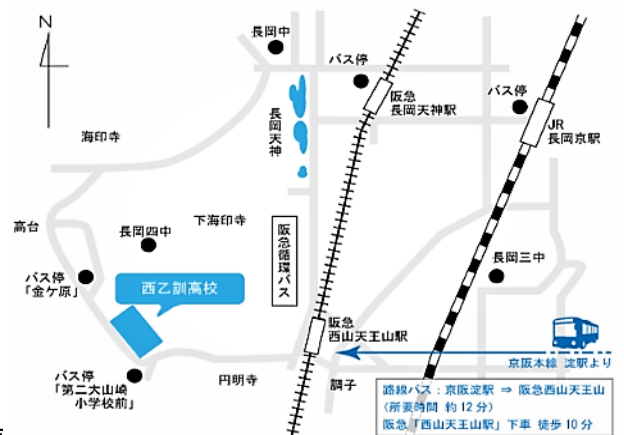 N
長岡中
バス停
バス停
阪急
長岡天神駅
JR
長岡京駅
長岡天神
海印寺
高台
長岡四中
下海印寺
阪急循環バス
長岡三中
バス停
「金ケ原」
西乙訓高校
阪急
西山天王山駅
京阪本線 淀駅より
バス停
「第二大山崎
小学校前」
円明寺
調子
路線バス:京阪淀駅 ⇒ 阪急西山天王山
(所要時間 約12分)
阪急「西山天王山駅」下車 徒歩10分